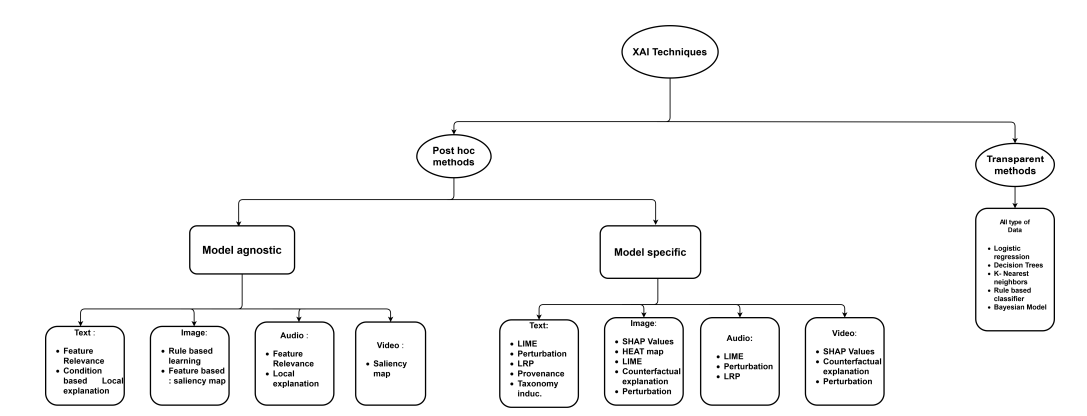 XAI Techniques
Post hoc
methods
Transparent
methods
Model agnostic
Model specific
All type of
Data
• Logistic
regression
• Decision Trees
• K- Nearest
neighbors
• Rule based
classifier
• Bayesian Model
Text :
• Feature
Relevance
• Condition
based Local
explanation
Image:
• Rule based
learning
• Feature based
: saliency map
Audio :
• Feature
Relevance
• Local
explanation
Video :
• Saliency
map
Text:
• LIME
• Perturbation
• LRP
• Provenance
• Taxonomy
induc.
Image:
• SHAP Values
• HEAT map
• LIME
• Counterfactual
explanation
• Perturbation
Audio:
• LIME
• Perturbation
• LRP
Video:
• SHAP Values
• Counterfactual
explanation
• Perturbation